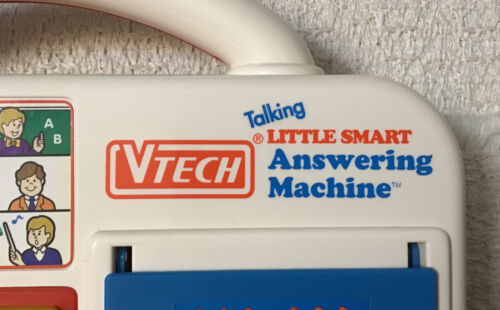 A
B
Talking
VTECH
® LITTLE SMART
Answering
Machine™